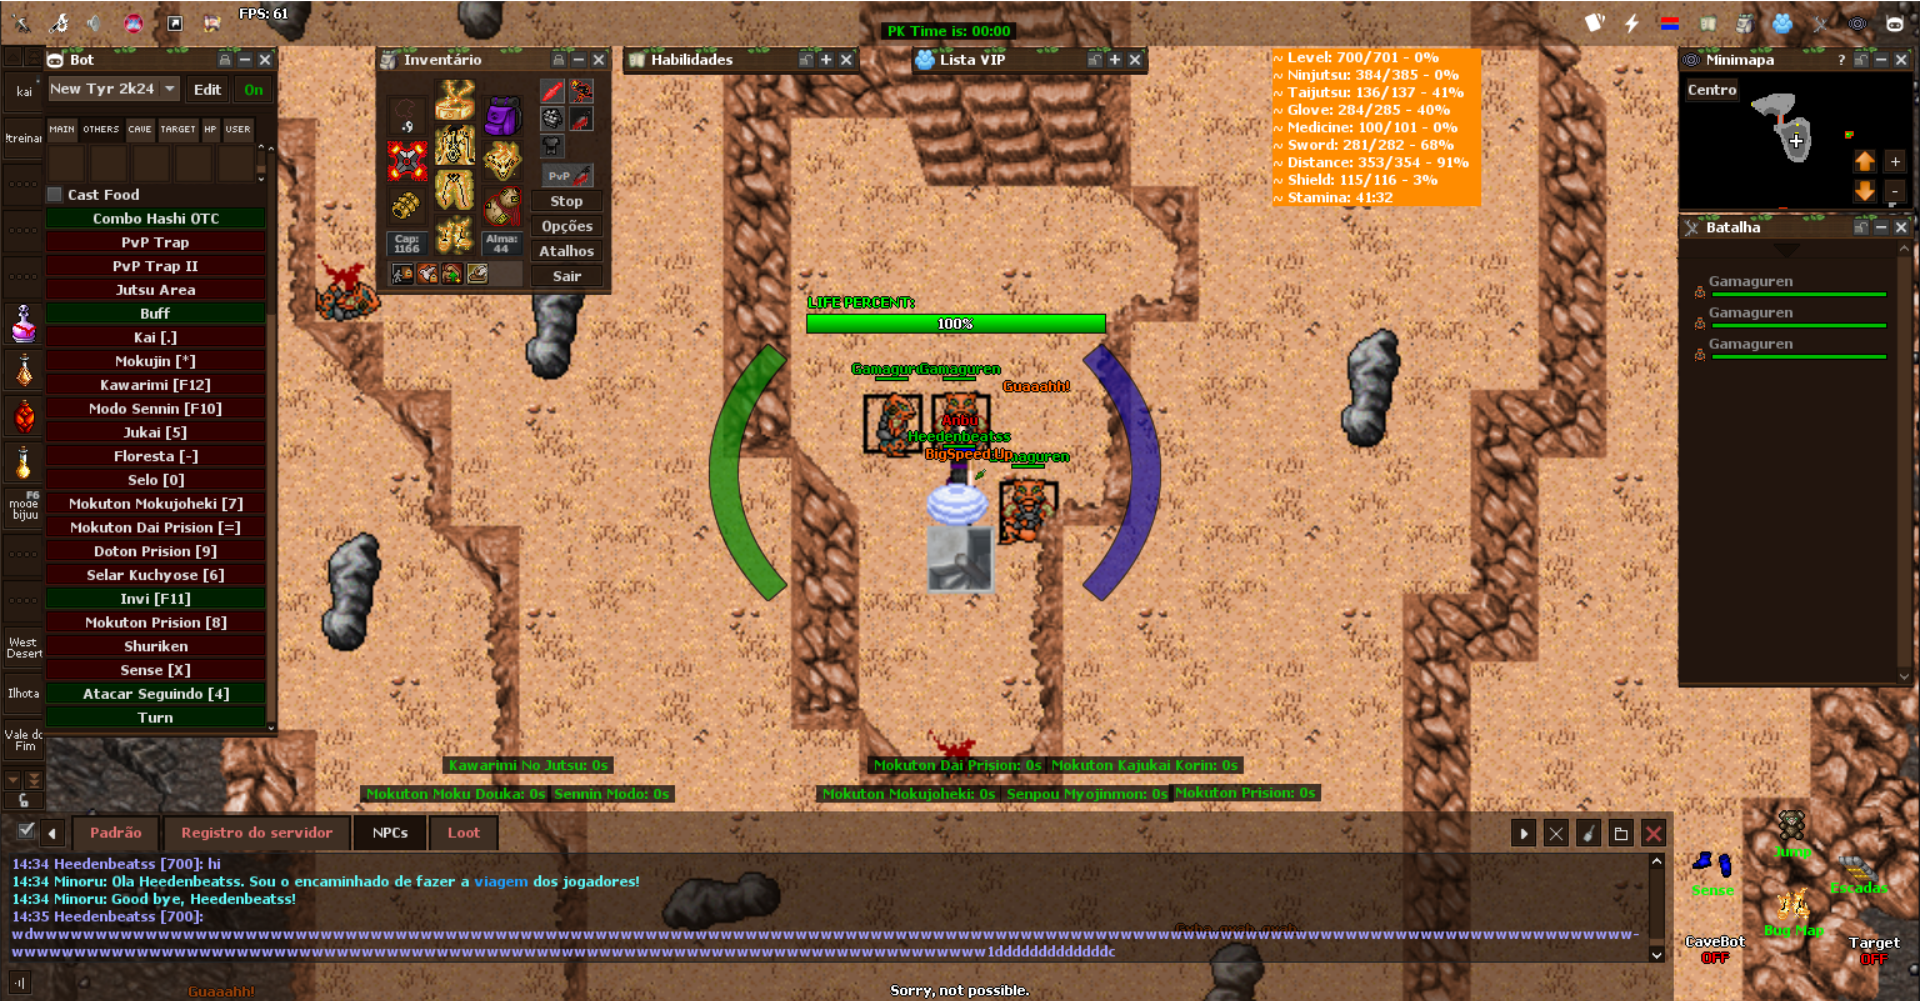 FPS: 61
PK Time is: 00:00
Bot
Inventário
Habilidades
Lista VIP
Minimapa
?
kai
New Tyr 2k24
Edit
On
MAIN
OTHERS
CAVE
TARGET
HP
USER
Cast Food
Combo Hashi OTC
PvP Trap
PvP Trap II
Jutsu Area
Buff
Kai [.]
Mokujin [*]
Kawarimi [F12]
Modo Sennin [F10]
Jukai [5]
Floresta [-]
Selo [0]
Mokuton Mokujoheki [7]
Mokuton Dai Prision [=]
Doton Prision [9]
Selar Kuchyose [6]
Invi [F11]
Mokuton Prision [8]
Shuriken
Sense [X]
Atacar Seguindo [4]
Turn
!treinar
F6
mode
bijuu
West
Desert
Ilhota
Vale do
Fim
PvP
Stop
Opções
Atalhos
Sair
Cap:
1166
Alma:
44
~ Level: 700/701 - 0%
~ Ninjutsu: 384/385 - 0%
~ Taijutsu: 136/137 - 41%
~ Glove: 284/285 - 40%
~ Medicine: 100/101 - 0%
~ Sword: 281/282 - 68%
~ Distance: 353/354 - 91%
~ Shield: 115/116 - 3%
~ Stamina: 41:32
Centro
Batalha
Gamaguren
Gamaguren
Gamaguren
LIFE PERCENT:
100%
Gamaguren
Guaaahh!
Anbu
Heedenbeatss
BigSpeed Up
Kawarimi No Jutsu: 0s
Mokuton Dai Prision: 0s
Mokuton Kajukai Korin: 0s
Mokuton Moku Douka: 0s
Sennin Modo: 0s
Mokuton Mokujoheki: 0s
Senpou Myojinmon: 0s
Mokuton Prision: 0s
Padrão
Registro do servidor
NPCs
Loot
14:34 Heedenbeatss [700]: hi
14:34 Minoru: Ola Heedenbeatss. Sou o encaminhado de fazer a viagem dos jogadores!
14:34 Minoru: Good bye, Heedenbeatss!
14:35 Heedenbeatss [700]:
Guaaahh!
Sorry, not possible.
Jump
Sense
Escadas
Bug Map
CaveBot
OFF
Target
OFF